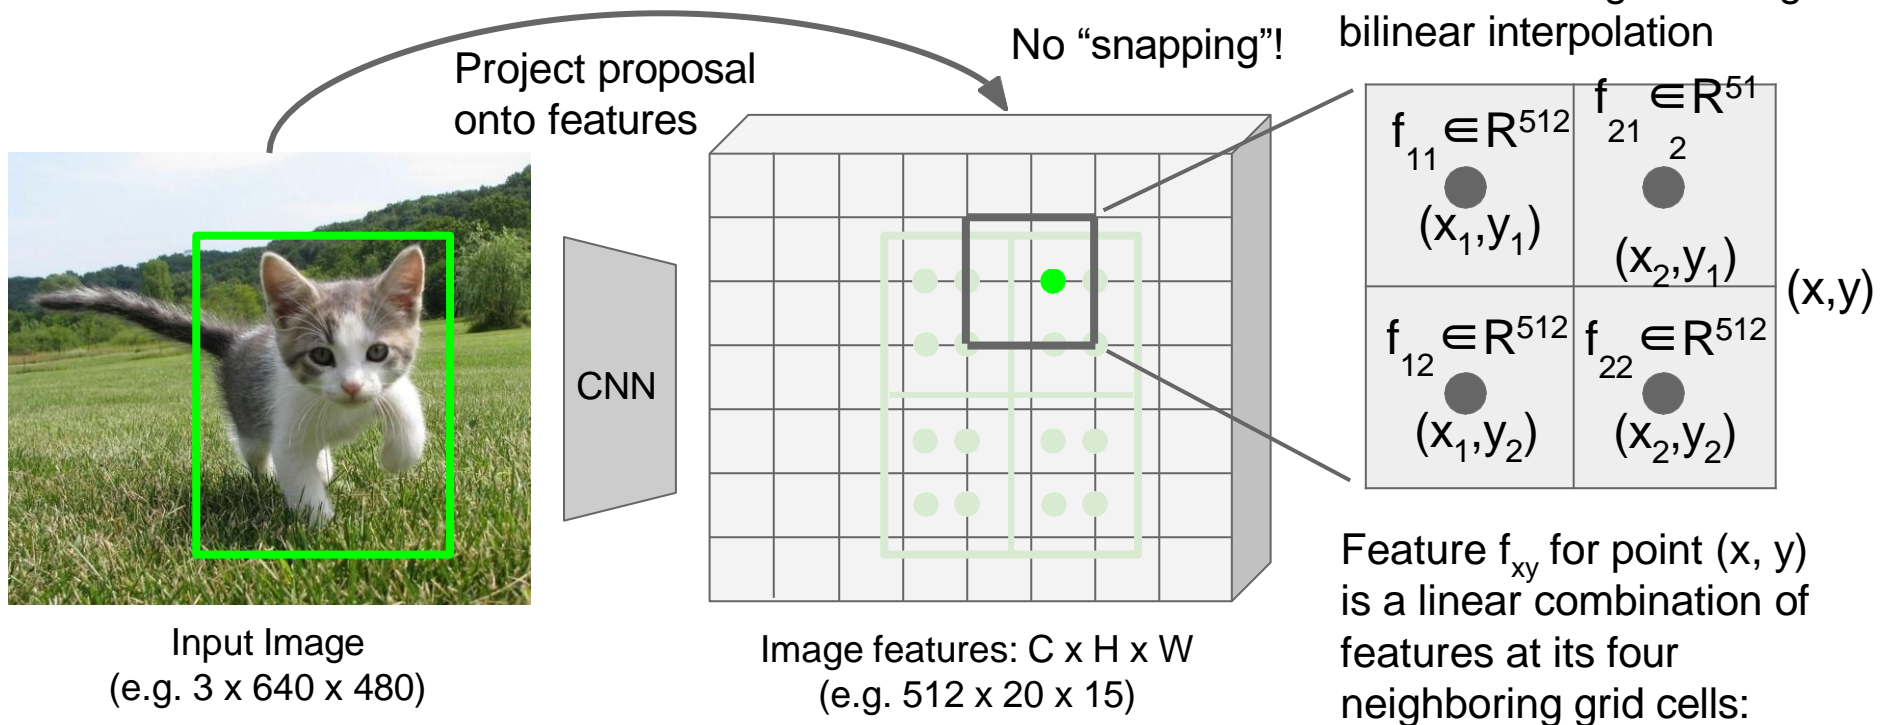 No “snapping”!
bilinear interpolation
Project proposal
onto features
CNN
f₁₁ ∈ R⁵¹²
(x₁,y₁)
f₂₁ ∈ R⁵¹
2
(x₂,y₁)
(x,y)
f₁₂ ∈ R⁵¹²
(x₁,y₂)
f₂₂ ∈ R⁵¹²
(x₂,y₂)
Input Image
(e.g. 3 x 640 x 480)
Image features: C x H x W
(e.g. 512 x 20 x 15)
Feature fxy for point (x, y)
is a linear combination of
features at its four
neighboring grid cells: